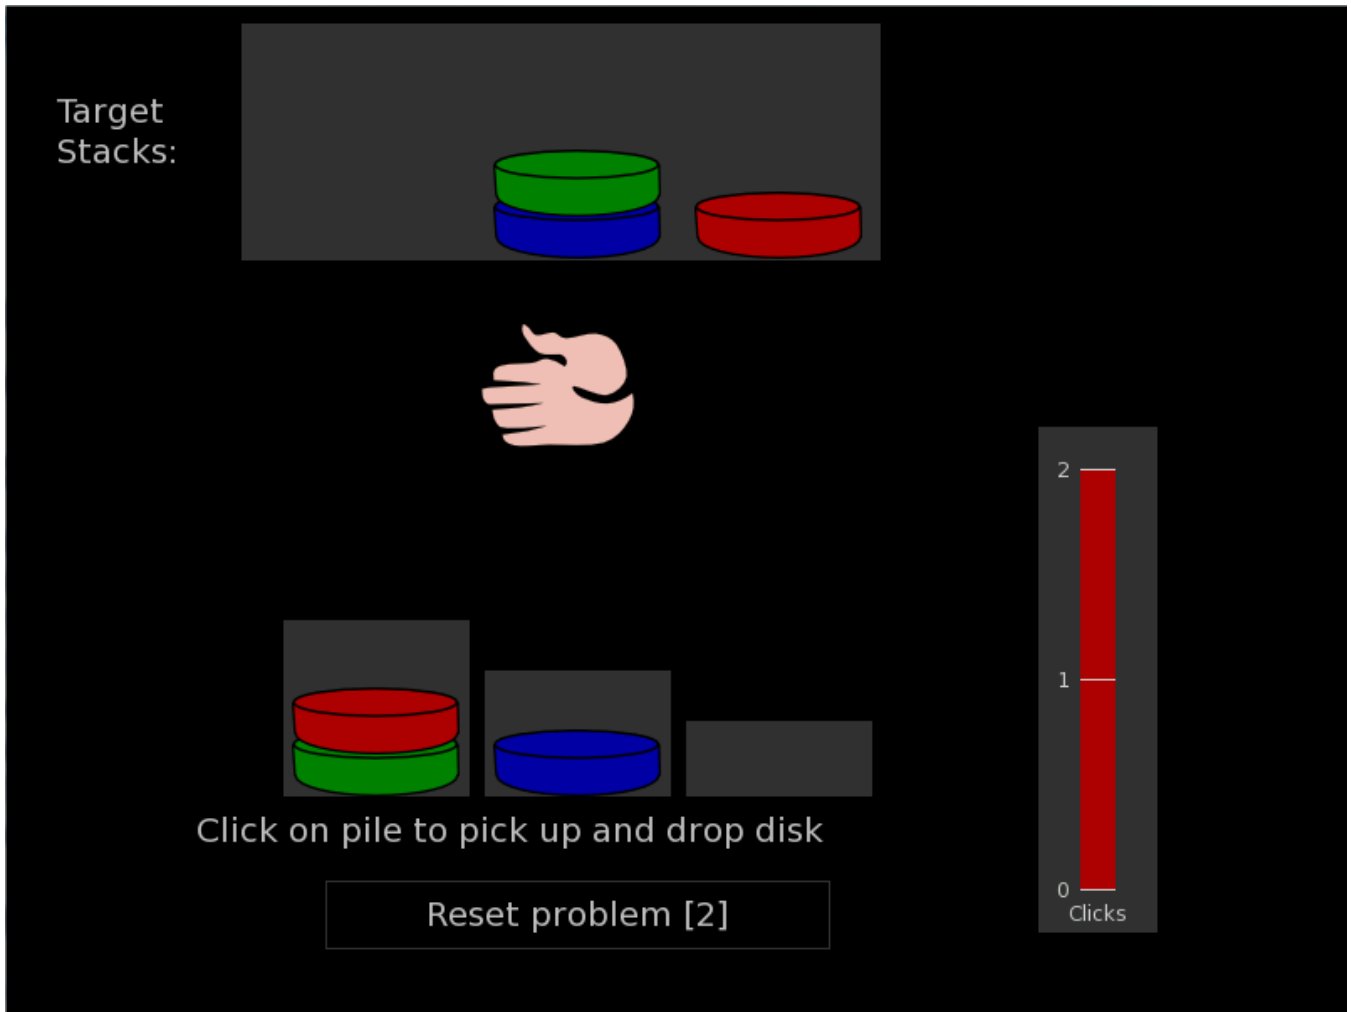 Target
Stacks:
2
1
0
Clicks
Click on pile to pick up and drop disk
Reset problem [2]